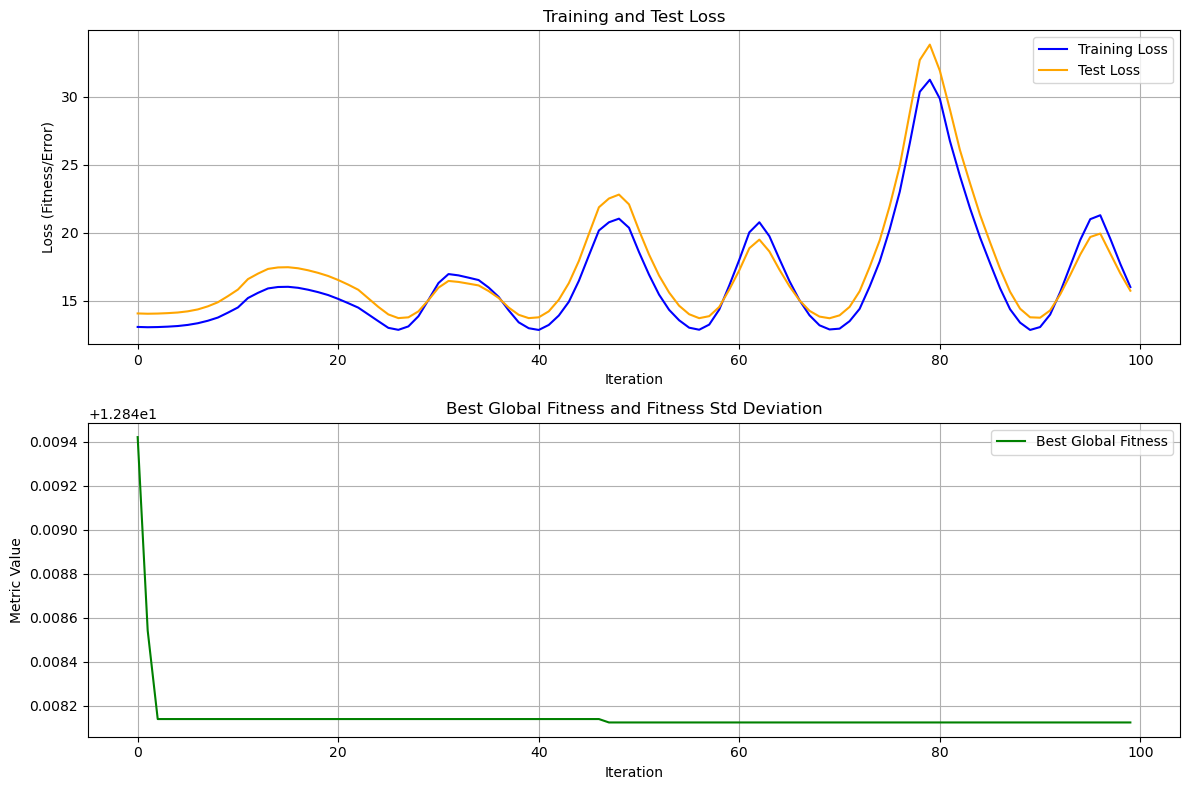 Training and Test Loss
Loss (Fitness/Error)
30
25
20
15
Training Loss
Test Loss
0 20 40 60 80 100
Iteration
+1.284e1
Best Global Fitness and Fitness Std Deviation
Metric Value
0.0094
0.0092
0.0090
0.0088
0.0086
0.0084
0.0082
Best Global Fitness
0 20 40 60 80 100
Iteration